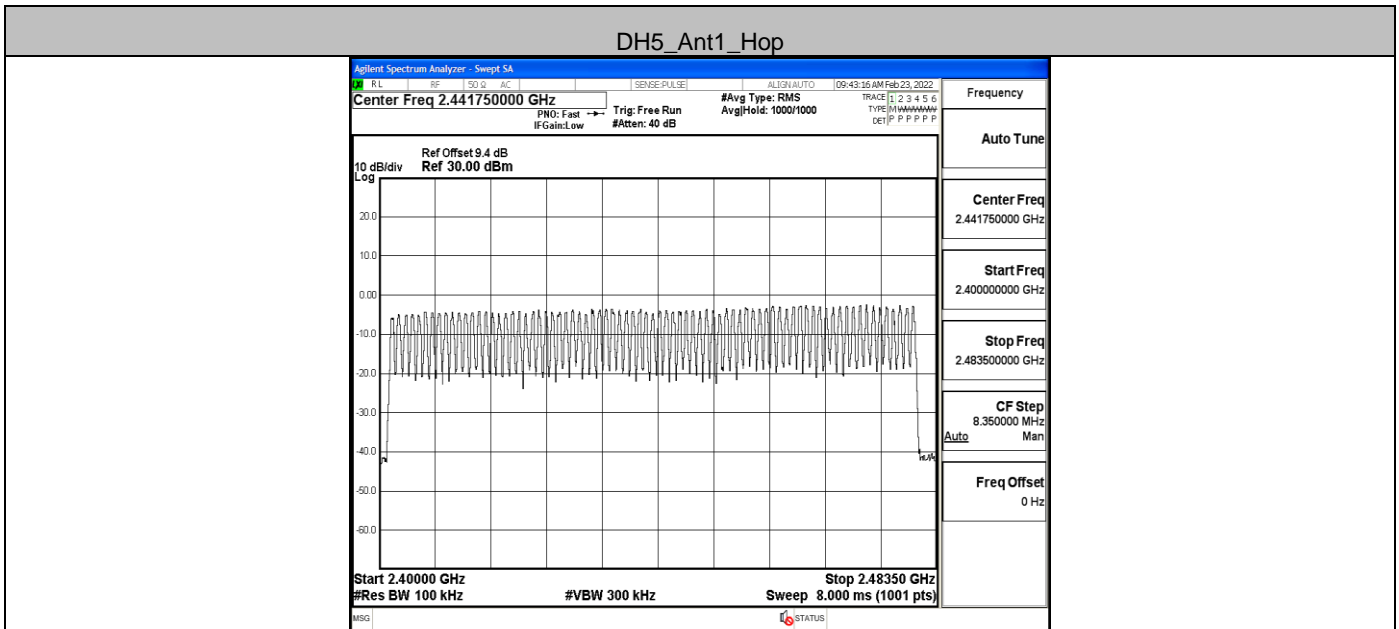 DH5_Ant1_Hop
Agilent Spectrum Analyzer - Swept SA
RL RF 50 Ω AC SENSE:PULSE ALIGN AUTO 09:43:16 AM Feb 23, 2022
Center Freq 2.441750000 GHz
PNO: Fast
IFGain:Low
Trig: Free Run
#Atten: 40 dB
#Avg Type: RMS
Avg|Hold: 1000/1000
TRACE 1 2 3 4 5 6
TYPE M
DET P P P P P P
Frequency
Auto Tune
Center Freq
2.441750000 GHz
Start Freq
2.400000000 GHz
Stop Freq
2.483500000 GHz
CF Step
8.350000 MHz
Auto Man
Freq Offset
0 Hz
Ref Offset 9.4 dB
10 dB/div Ref 30.00 dBm
Log
20.0
10.0
0.00
-10.0
-20.0
-30.0
-40.0
-50.0
-60.0
Start 2.40000 GHz Stop 2.48350 GHz
#Res BW 100 kHz #VBW 300 kHz Sweep 8.000 ms (1001 pts)
MSG STATUS